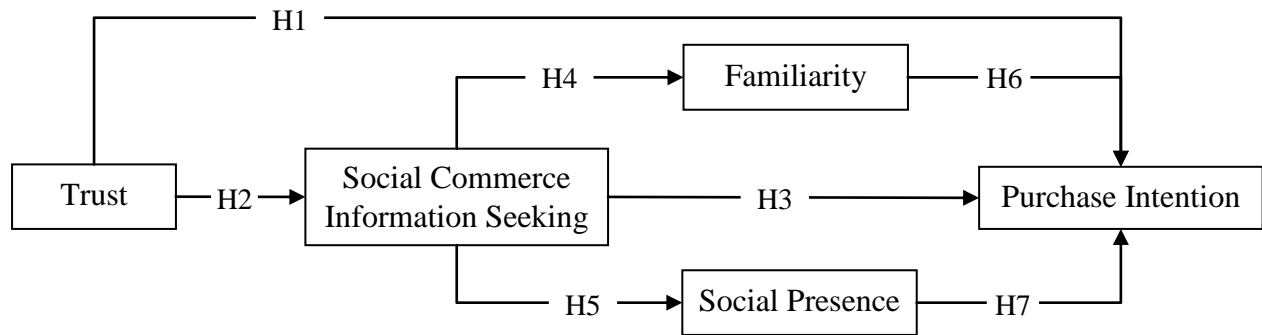 H1
H4
Familiarity
H6
Trust
H2
Social Commerce
Information Seeking
H3
Purchase Intention
H5
Social Presence
H7